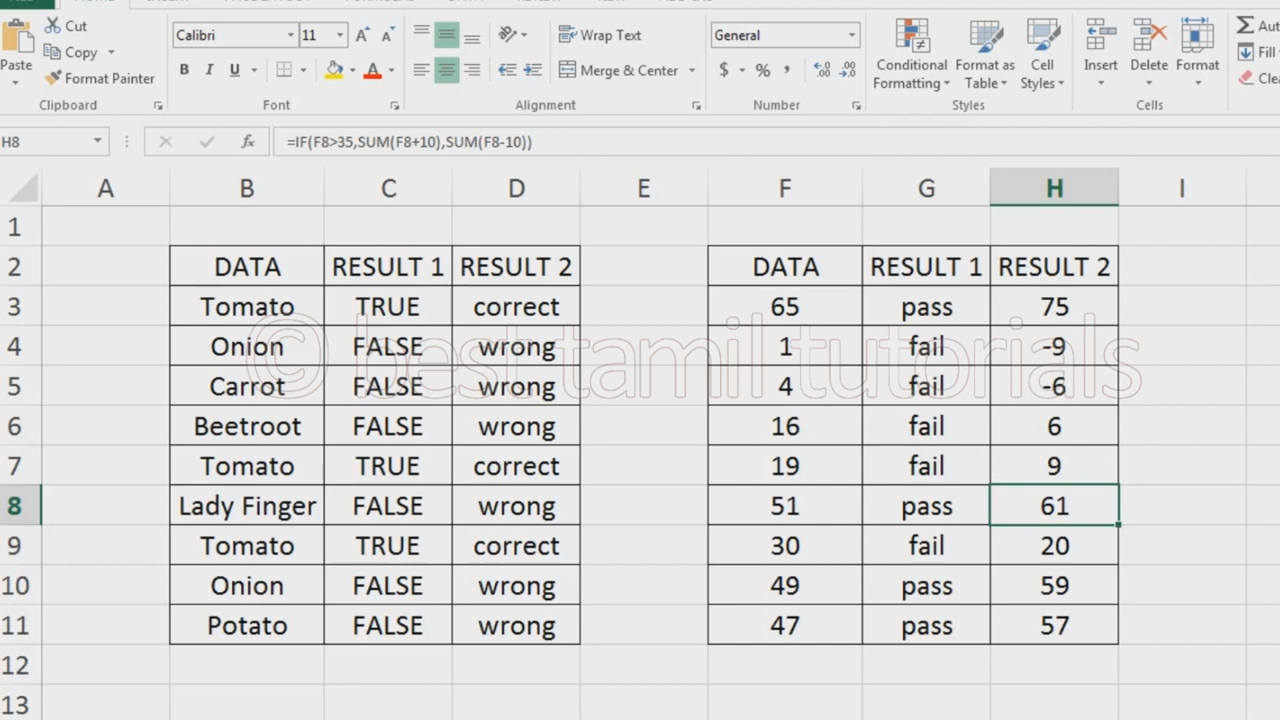 Cut
Calibri 11 Wrap Text General
Copy
Paste Format Painter B I U Merge & Center $ % , Conditional Formatting Format as Table Cell Styles Insert Delete Format Fill
Clipboard Font Alignment Number Styles Cells
H8 fx =IF(F8>35,SUM(F8+10),SUM(F8-10))
A B C D E F G H I
1
2 DATA RESULT 1 RESULT 2 DATA RESULT 1 RESULT 2
3 Tomato TRUE correct 65 pass 75
4 Onion FALSE wrong 1 fail -9
© best tamil tutorials
5 Carrot FALSE wrong 4 fail -6
6 Beetroot FALSE wrong 16 fail 6
7 Tomato TRUE correct 19 fail 9
8 Lady Finger FALSE wrong 51 pass 61
9 Tomato TRUE correct 30 fail 20
10 Onion FALSE wrong 49 pass 59
11 Potato FALSE wrong 47 pass 57
12
13